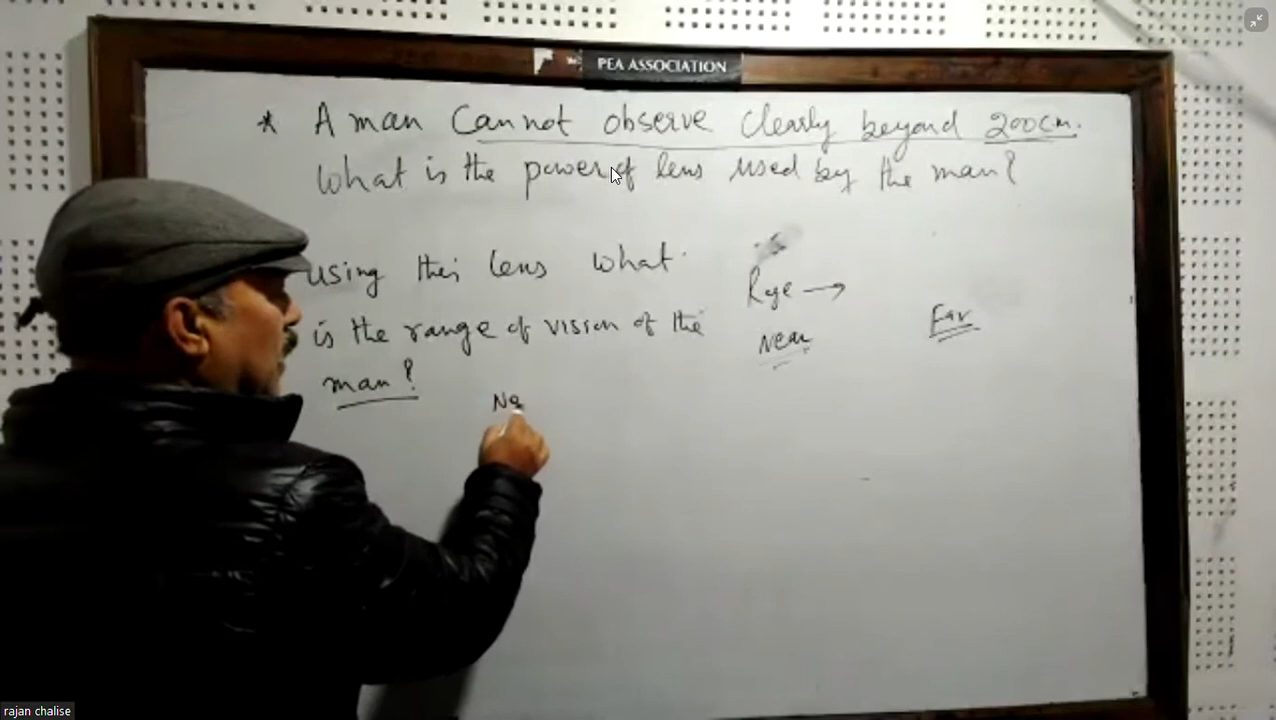 PEA ASSOCIATION
* A man Cannot observe clearly beyond 200cm.
What is the power of lens used by the man?
using this lens what
is the range of vision of the
man?
Rge →
Near
Far
Ne
rajan chalise